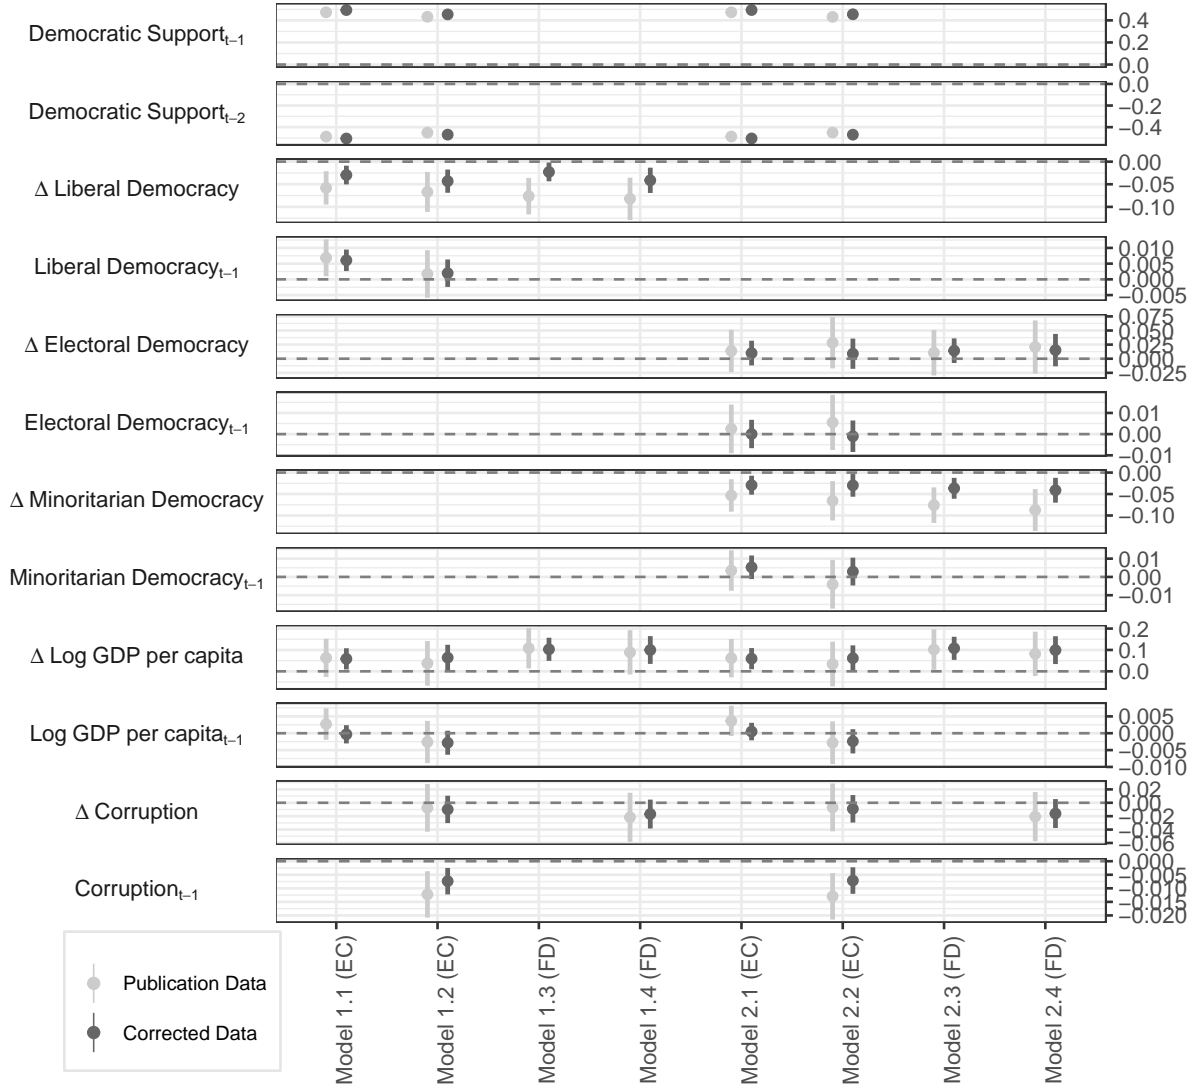 Democratic Support t−1
0.4
0.2
0.0
Democratic Support t−2
0.0
−0.2
−0.4
Δ Liberal Democracy
0.00
−0.05
−0.10
Liberal Democracy t−1
0.010
0.005
0.000
−0.005
Δ Electoral Democracy
0.075
0.050
0.025
0.000
−0.025
Electoral Democracy t−1
0.01
0.00
−0.01
Δ Minoritarian Democracy
0.00
−0.05
−0.10
Minoritarian Democracy t−1
0.01
0.00
−0.01
Δ Log GDP per capita
0.2
0.1
0.0
Log GDP per capita t−1
0.005
0.000
−0.005
−0.010
Δ Corruption
0.02
0.00
−0.02
−0.04
−0.06
Corruption t−1
0.000
−0.005
−0.010
−0.015
−0.020
Model 1.1 (EC)
Model 1.2 (EC)
Model 1.3 (FD)
Model 1.4 (FD)
Model 2.1 (EC)
Model 2.2 (EC)
Model 2.3 (FD)
Model 2.4 (FD)
Publication Data
Corrected Data